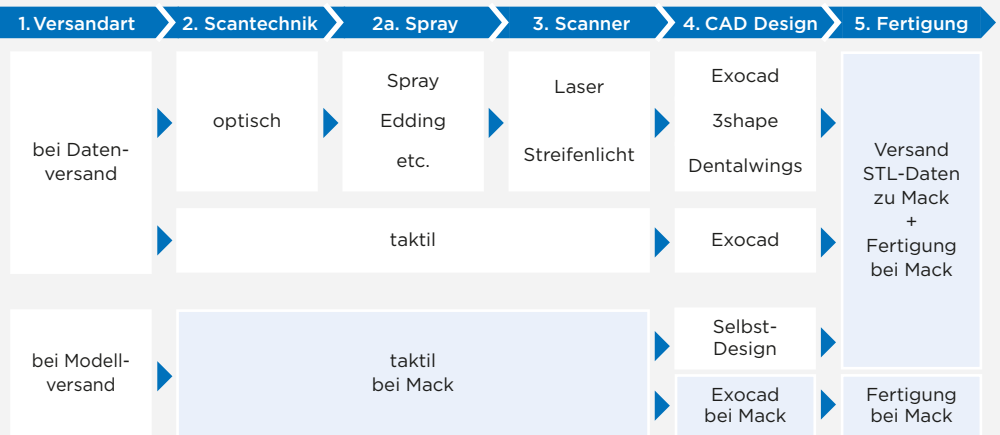 1. Versandart
2. Scantechnik
2a. Spray
3. Scanner
4. CAD Design
5. Fertigung
bei Daten-
versand
optisch
Spray
Edding
etc.
Laser
Streifenlicht
Exocad
3shape
Dentalwings
Versand
STL-Daten
zu Mack
+
Fertigung
bei Mack
taktil
Exocad
bei Modell-
versand
taktil
bei Mack
Selbst-
Design
Exocad
bei Mack
Fertigung
bei Mack